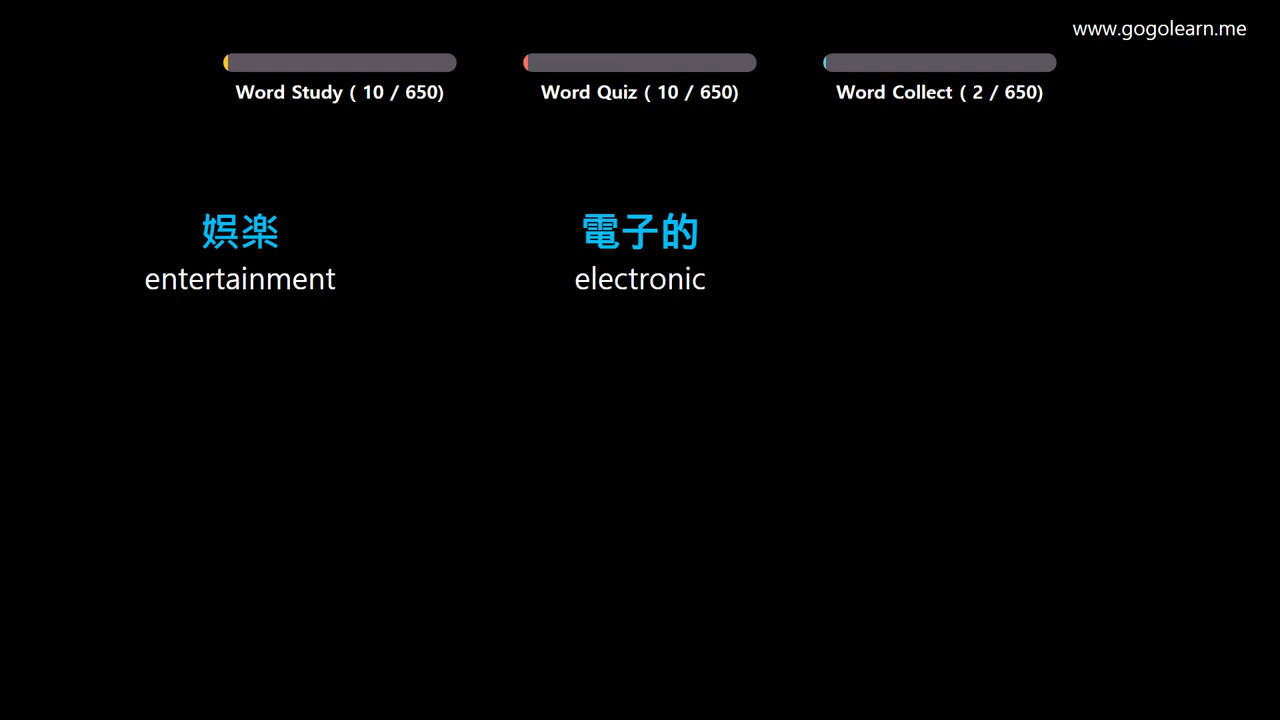 www.gogolearn.me
Word Study ( 10 / 650)
Word Quiz ( 10 / 650)
Word Collect ( 2 / 650)
娯楽
entertainment
電子的
electronic